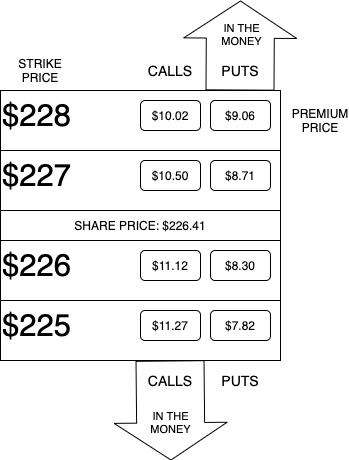 IN THE
MONEY
STRIKE
PRICE
CALLS PUTS
$228 $10.02 $9.06
PREMIUM
PRICE
$227 $10.50 $8.71
SHARE PRICE: $226.41
$226 $11.12 $8.30
$225 $11.27 $7.82
CALLS PUTS
IN THE
MONEY